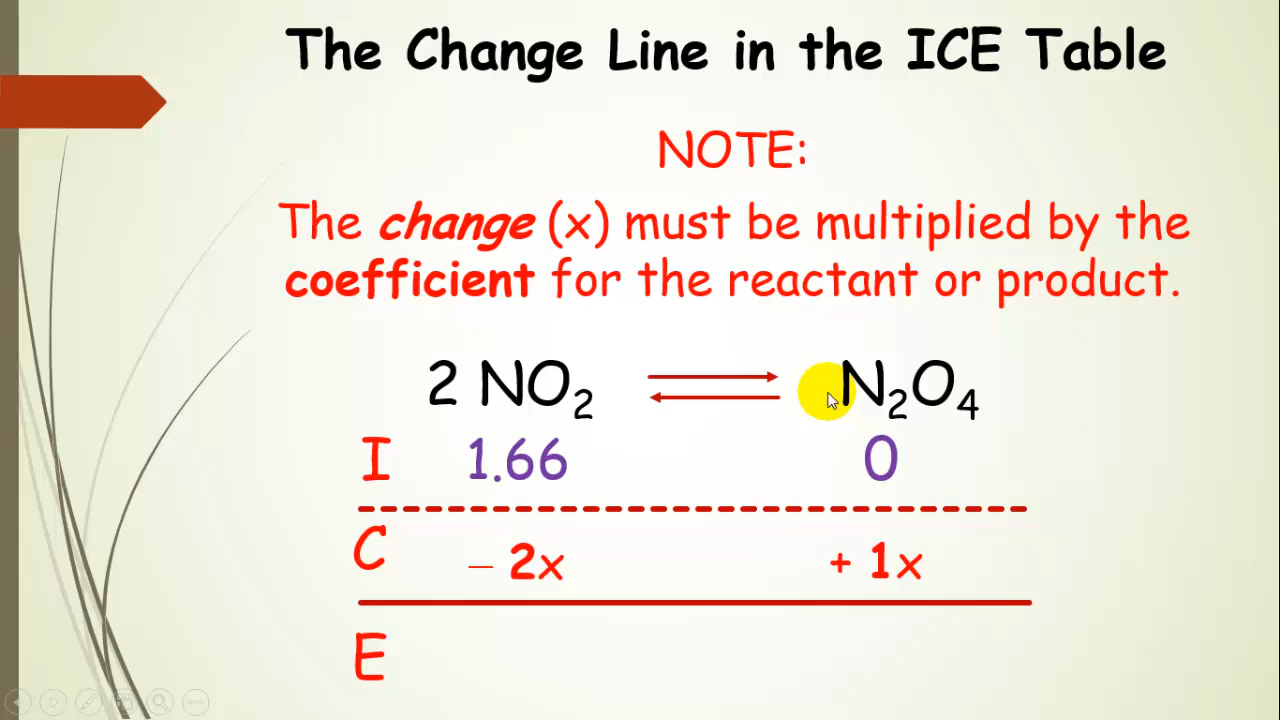 The Change Line in the ICE Table
NOTE:
The change (x) must be multiplied by the
coefficient for the reactant or product.
2 NO₂ ⇄ N₂O₄
I 1.66 0
C – 2x + 1x
E